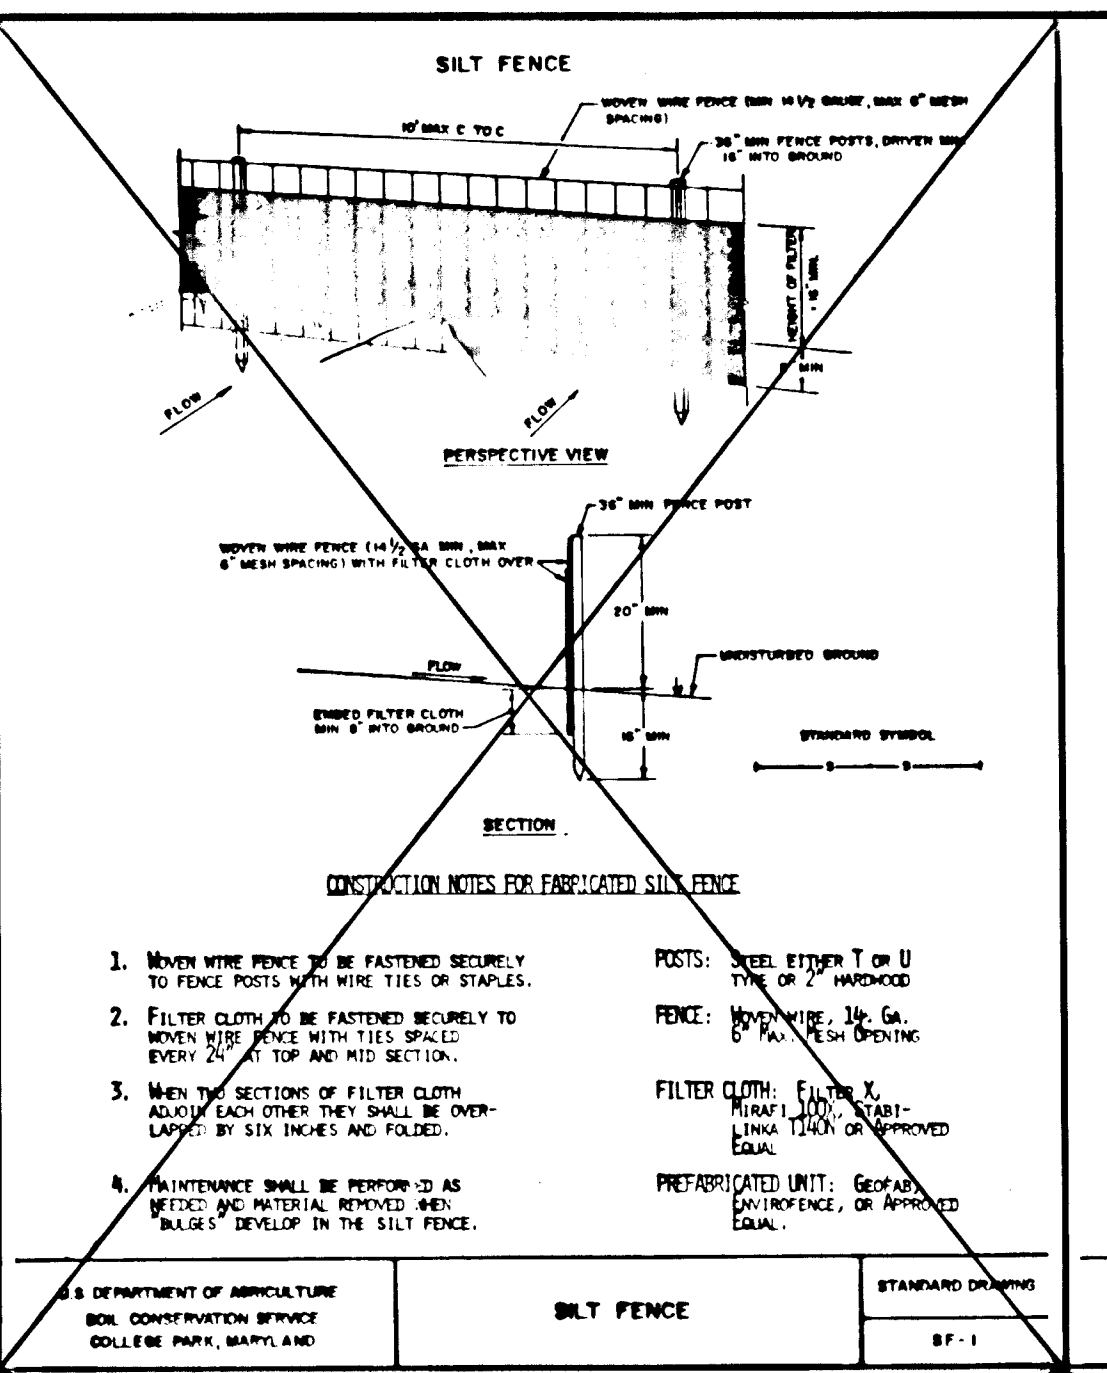 SILT FENCE
WOVEN WIRE FENCE (MIN 14 1/2 GAUGE, MAX 6" MESH
SPACING)
10' MAX C TO C
36" MIN FENCE POSTS, DRIVEN MIN
16" INTO GROUND
HEIGHT OF FILTER
16" MIN.
MIN
FLOW
FLOW
PERSPECTIVE VIEW
36" MIN FENCE POST
WOVEN WIRE FENCE (14 1/2 GA. MIN, MAX
6" MESH SPACING) WITH FILTER CLOTH OVER
20" MIN
UNDISTURBED GROUND
FLOW
EMBED FILTER CLOTH
MIN 8" INTO GROUND
16" MIN
STANDARD SYMBOL
S S
SECTION
CONSTRUCTION NOTES FOR FABRICATED SILT FENCE
1. WOVEN WIRE FENCE TO BE FASTENED SECURELY
TO FENCE POSTS WITH WIRE TIES OR STAPLES.
2. FILTER CLOTH TO BE FASTENED SECURELY TO
WOVEN WIRE FENCE WITH TIES SPACED
EVERY 24" AT TOP AND MID SECTION.
3. WHEN TWO SECTIONS OF FILTER CLOTH
ADJOIN EACH OTHER THEY SHALL BE OVER-
LAPPED BY SIX INCHES AND FOLDED.
4. MAINTENANCE SHALL BE PERFORMED AS
NEEDED AND MATERIAL REMOVED WHEN
"BULGES" DEVELOP IN THE SILT FENCE.
POSTS: STEEL EITHER T OR U
TYPE OR 2" HARDWOOD
FENCE: WOVEN WIRE, 14. GA.
6" MAX. MESH OPENING
FILTER CLOTH: FILTER X,
MIRAFI 100X, STABI-
LINKA T140N OR APPROVED
EQUAL
PREFABRICATED UNIT: GEOFAB,
ENVIROFENCE, OR APPROVED
EQUAL.
U.S DEPARTMENT OF AGRICULTURE
SOIL CONSERVATION SERVICE
COLLEGE PARK, MARYLAND
SILT FENCE
STANDARD DRAWING
SF-1